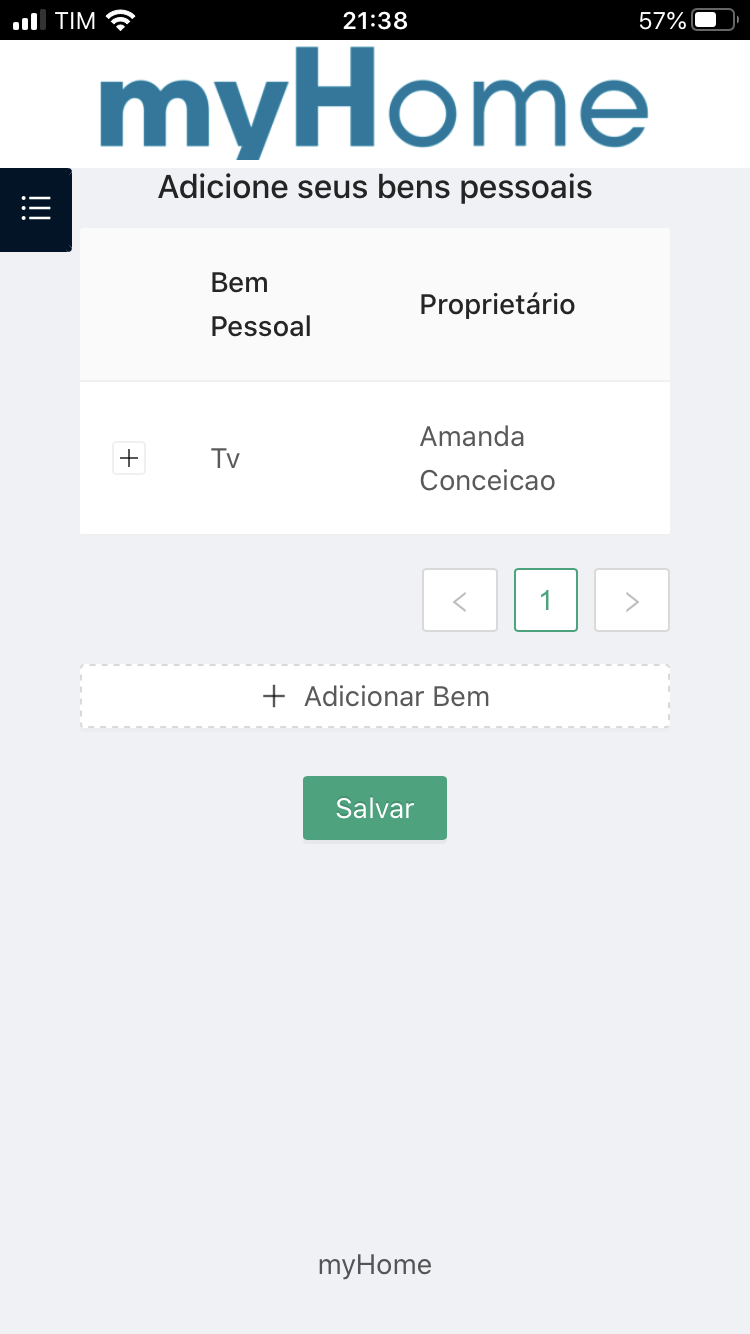 TIM 21:38 57%
myHome
Adicione seus bens pessoais
Bem
Pessoal
Proprietário
Tv
Amanda
Conceicao
< 1 >
+ Adicionar Bem
Salvar
myHome